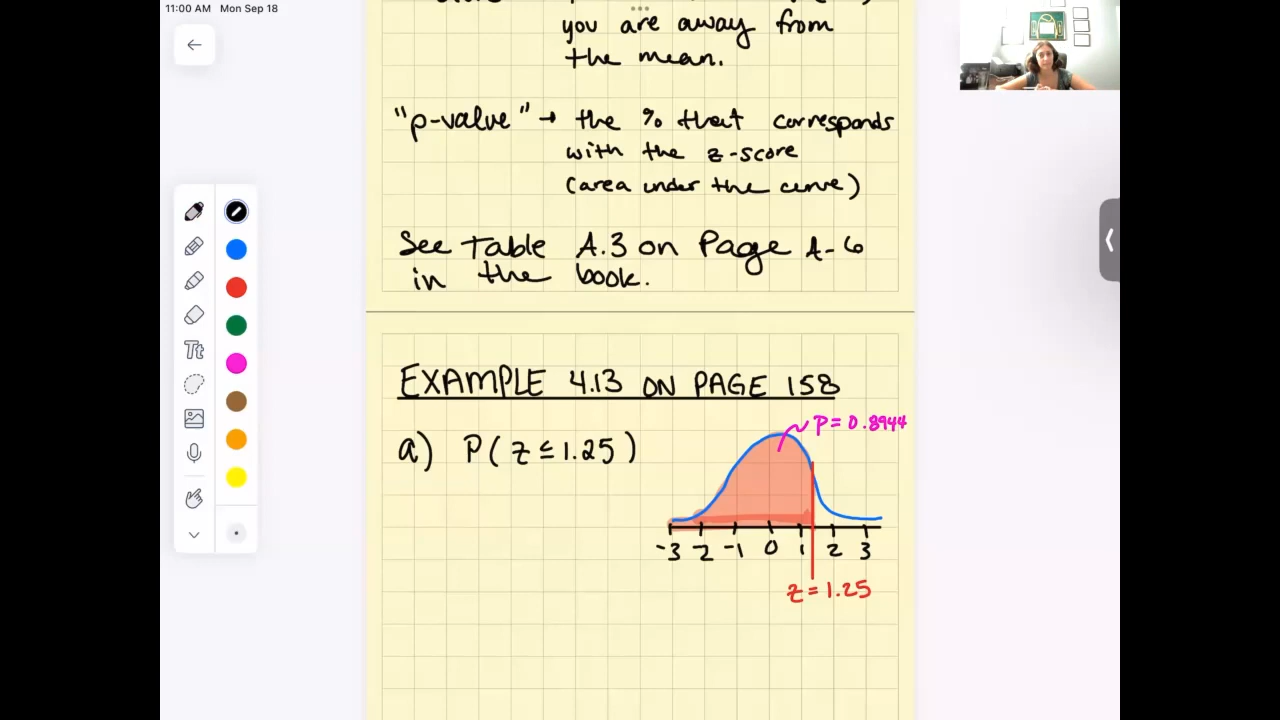 11:00 AM Mon Sep 18
you are away from
the mean.
"p-value" → the % that corresponds
with the z-score
(area under the curve)
See Table A.3 on Page A-6
in the book.
EXAMPLE 4.13 ON PAGE 158
a) P(z ≤ 1.25)
P = 0.8944
-3 -2 -1 0 1 2 3
z = 1.25
Tt